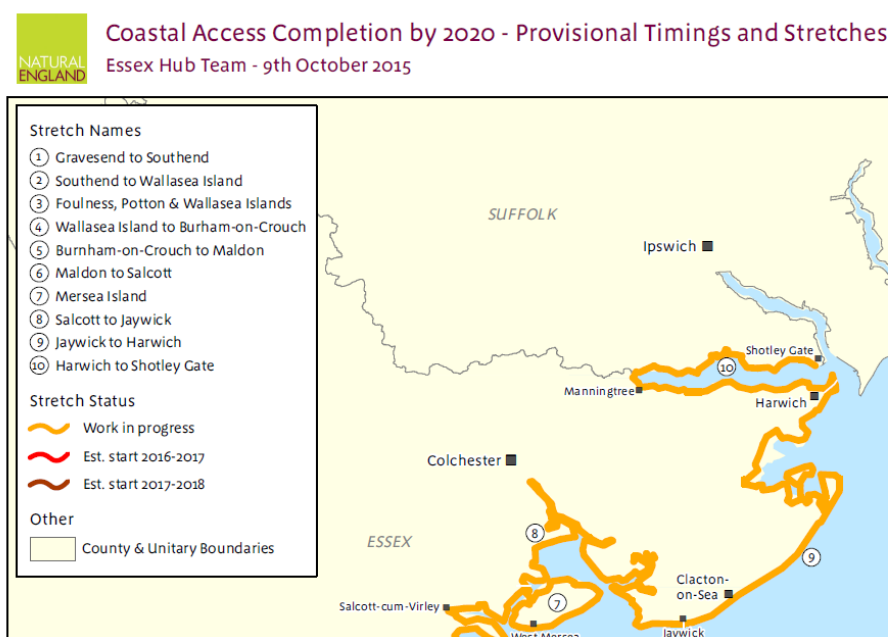 Coastal Access Completion by 2020 - Provisional Timings and Stretches
NATURAL
ENGLAND
Essex Hub Team - 9th October 2015
Stretch Names
1 Gravesend to Southend
2 Southend to Wallasea Island
3 Foulness, Potton & Wallasea Islands
4 Wallasea Island to Burham-on-Crouch
5 Burnham-on-Crouch to Maldon
6 Maldon to Salcott
7 Mersea Island
8 Salcott to Jaywick
9 Jaywick to Harwich
10 Harwich to Shotley Gate
Stretch Status
Work in progress
Est. start 2016-2017
Est. start 2017-2018
Other
County & Unitary Boundaries
SUFFOLK
Ipswich
Shotley Gate
10
Manningtree
Harwich
Colchester
8
ESSEX
9
Clacton-
on-Sea
7
Salcott-cum-Virley
West Mersea
Jaywick